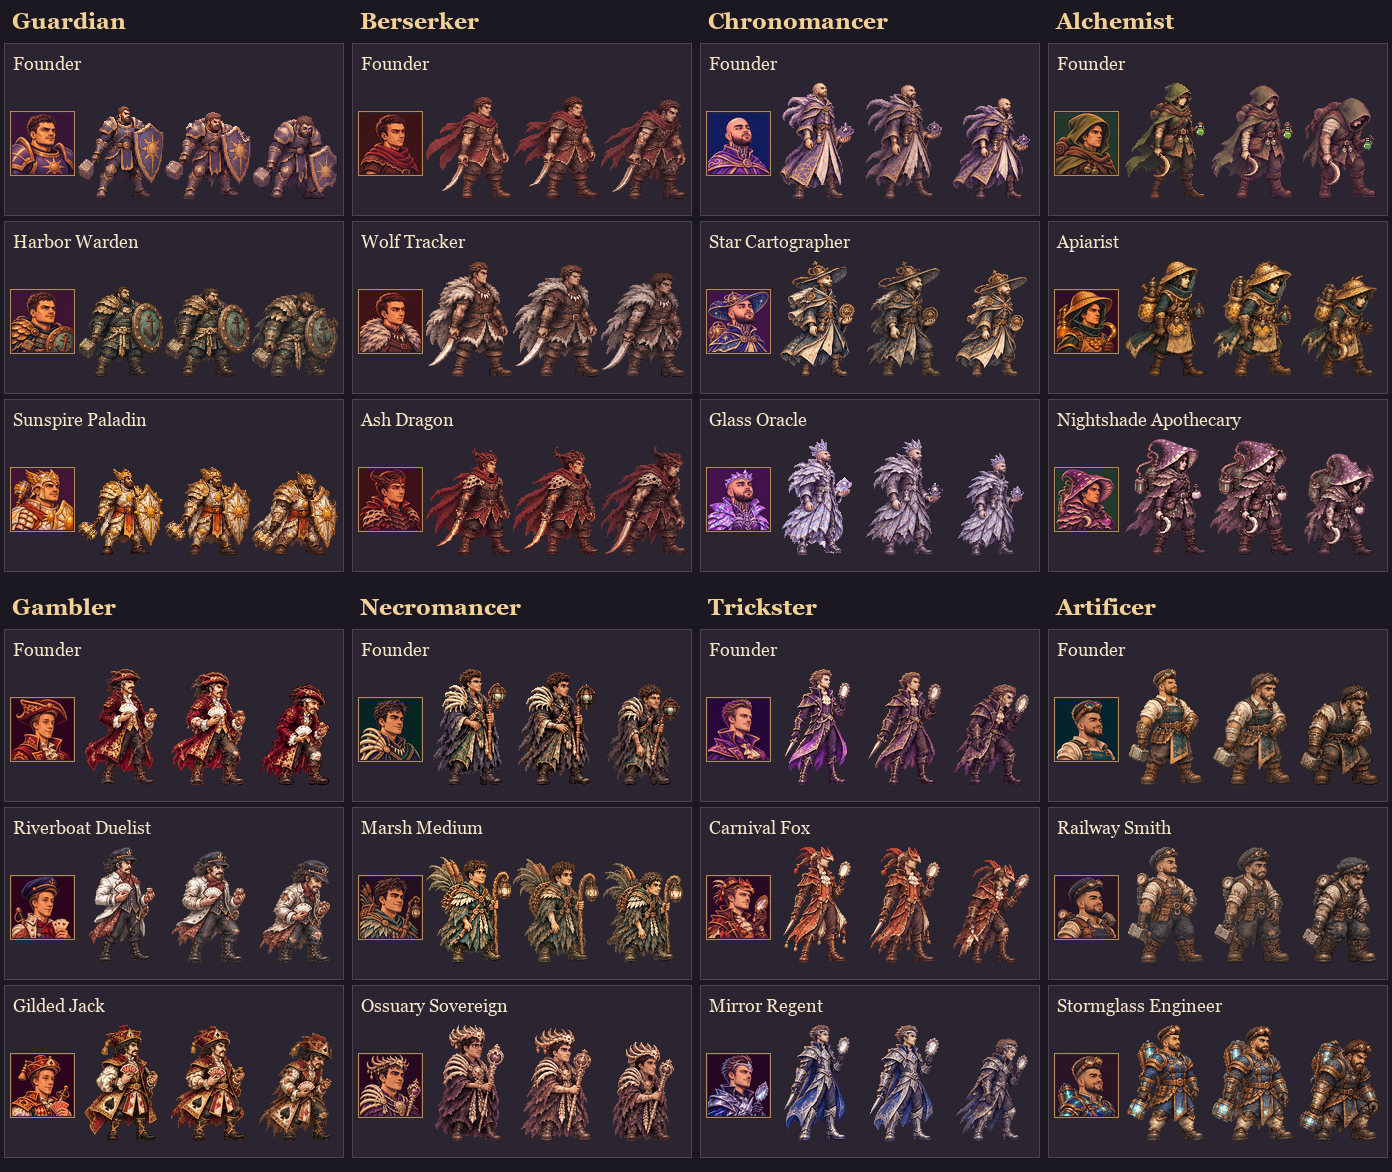 Guardian
Berserker
Chronomancer
Alchemist
Founder
Founder
Founder
Founder
Harbor Warden
Wolf Tracker
Star Cartographer
Apiarist
Sunspire Paladin
Ash Dragon
Glass Oracle
Nightshade Apothecary
Gambler
Necromancer
Trickster
Artificer
Founder
Founder
Founder
Founder
Riverboat Duelist
Marsh Medium
Carnival Fox
Railway Smith
Gilded Jack
Ossuary Sovereign
Mirror Regent
Stormglass Engineer